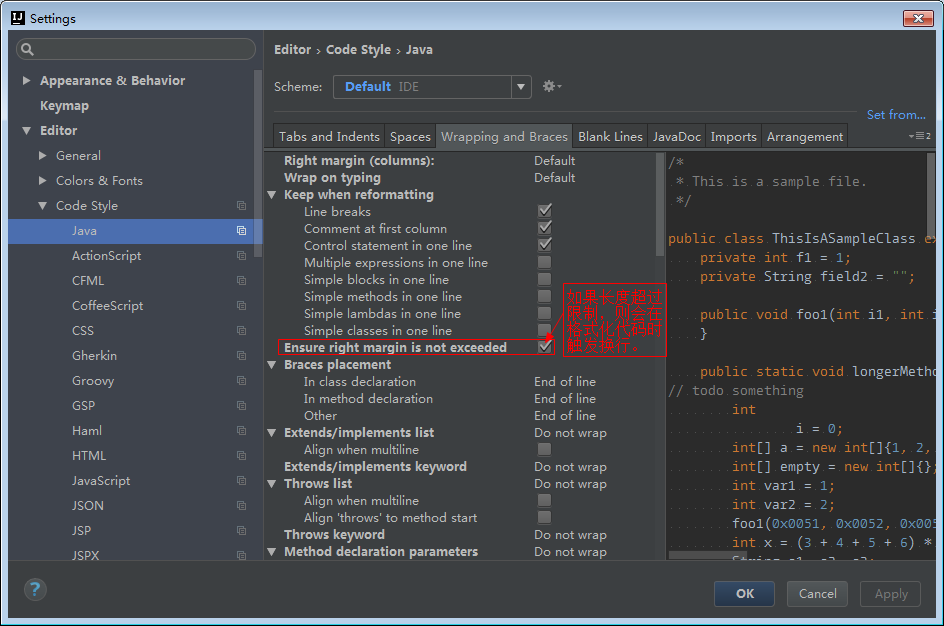 Settings
Editor › Code Style › Java
Scheme: Default IDE
Set from...
Appearance & Behavior
Keymap
Editor
General
Colors & Fonts
Code Style
Java
ActionScript
CFML
CoffeeScript
CSS
Gherkin
Groovy
GSP
Haml
HTML
JavaScript
JSON
JSP
JSPX
Tabs and Indents Spaces Wrapping and Braces Blank Lines JavaDoc Imports Arrangement 2
Right margin (columns): Default
Wrap on typing Default
Keep when reformatting
Line breaks
Comment at first column
Control statement in one line
Multiple expressions in one line
Simple blocks in one line
Simple methods in one line
Simple lambdas in one line
Simple classes in one line
Ensure right margin is not exceeded
Braces placement
In class declaration End of line
In method declaration End of line
Other End of line
Extends/implements list Do not wrap
Align when multiline
Extends/implements keyword Do not wrap
Throws list Do not wrap
Align when multiline
Align 'throws' to method start
Throws keyword Do not wrap
Method declaration parameters Do not wrap
如果长度超过
限制，则会在
格式化代码时
触发换行。
/*
* This is a sample file.
*/
public class ThisIsASampleClass e
private int f1 = 1;
private String field2 = "";
public void foo1(int i1, int i
}
public static void longerMetho
// todo something
int
i = 0;
int[] a = new int[]{1, 2,
int[] empty = new int[]{};
int var1 = 1;
int var2 = 2;
foo1(0x0051, 0x0052, 0x005
int x = (3 + 4 + 5 + 6) *
?
OK Cancel Apply